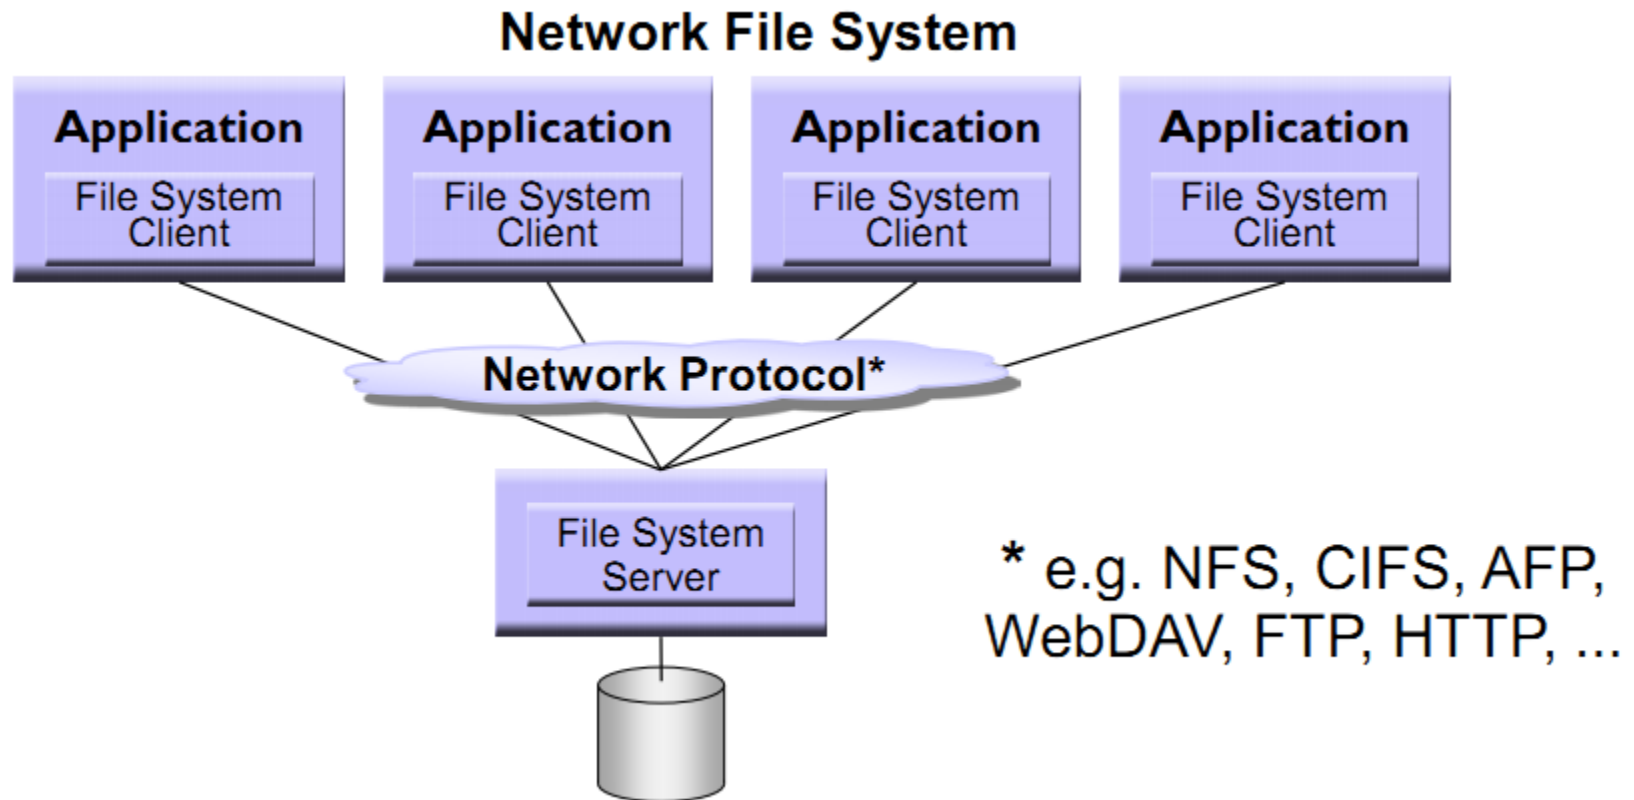 Network File System
Application
File System
Client
Application
File System
Client
Application
File System
Client
Application
File System
Client
Network Protocol*
File System
Server
* e.g. NFS, CIFS, AFP,
WebDAV, FTP, HTTP, ...